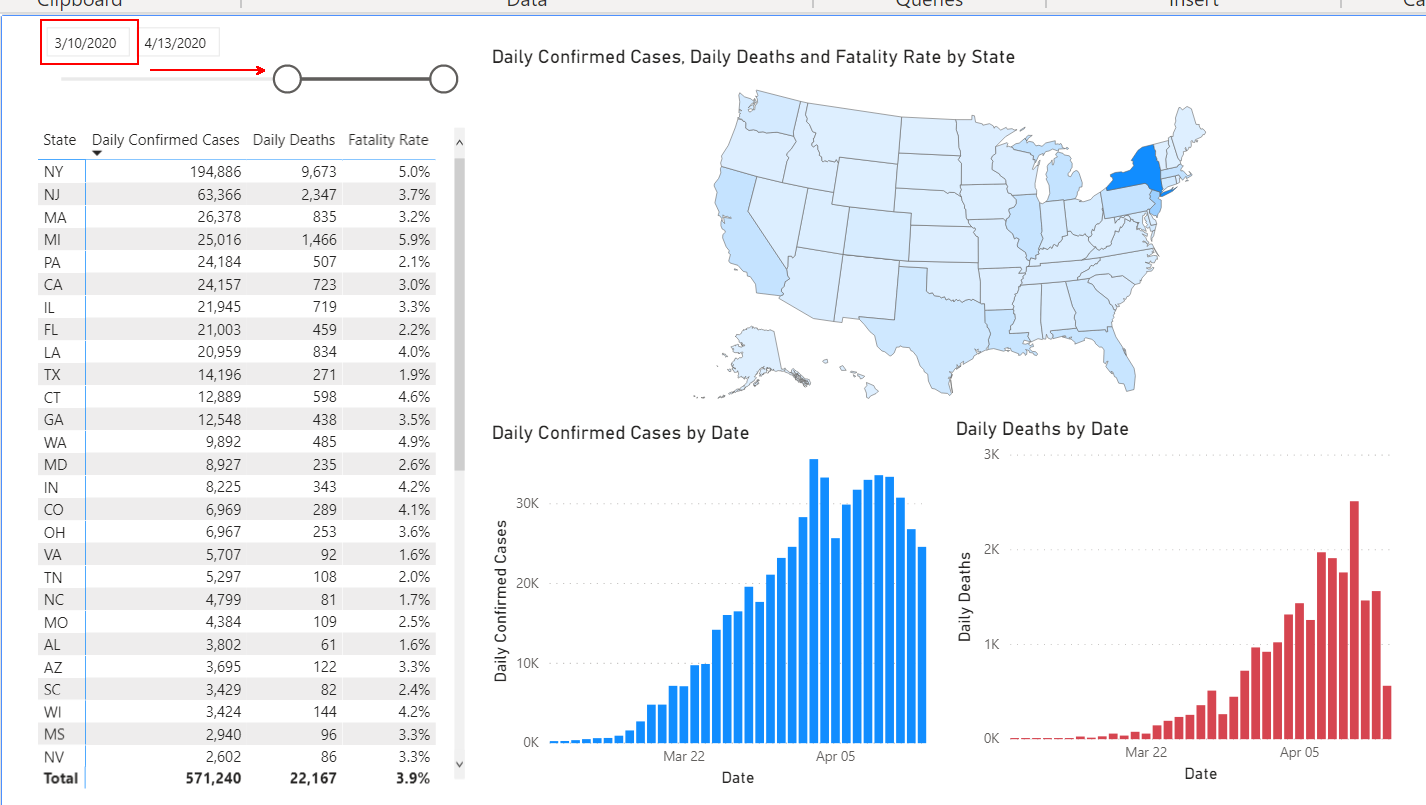 Clipboard Data Queries Insert Ca
3/10/2020 4/13/2020
Daily Confirmed Cases, Daily Deaths and Fatality Rate by State
State Daily Confirmed Cases Daily Deaths Fatality Rate
NY 194,886 9,673 5.0%
NJ 63,366 2,347 3.7%
MA 26,378 835 3.2%
MI 25,016 1,466 5.9%
PA 24,184 507 2.1%
CA 24,157 723 3.0%
IL 21,945 719 3.3%
FL 21,003 459 2.2%
LA 20,959 834 4.0%
TX 14,196 271 1.9%
CT 12,889 598 4.6%
GA 12,548 438 3.5%
WA 9,892 485 4.9%
MD 8,927 235 2.6%
IN 8,225 343 4.2%
CO 6,969 289 4.1%
OH 6,967 253 3.6%
VA 5,707 92 1.6%
TN 5,297 108 2.0%
NC 4,799 81 1.7%
MO 4,384 109 2.5%
AL 3,802 61 1.6%
AZ 3,695 122 3.3%
SC 3,429 82 2.4%
WI 3,424 144 4.2%
MS 2,940 96 3.3%
NV 2,602 86 3.3%
Total 571,240 22,167 3.9%
Daily Confirmed Cases by Date
Daily Confirmed Cases
30K
20K
10K
0K
Mar 22 Apr 05
Date
Daily Deaths by Date
Daily Deaths
3K
2K
1K
0K
Mar 22 Apr 05
Date